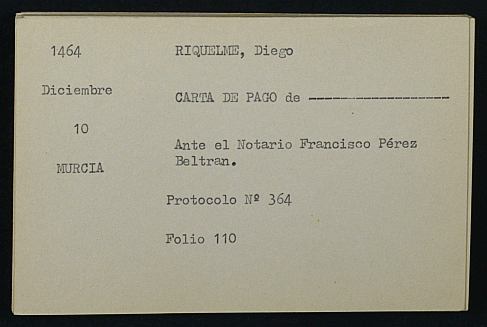 1464
RIQUELME, Diego
Diciembre
CARTA DE PAGO de -----------------
10
Ante el Notario Francisco Pérez
Beltran.
MURCIA
Protocolo Nº 364
Folio 110